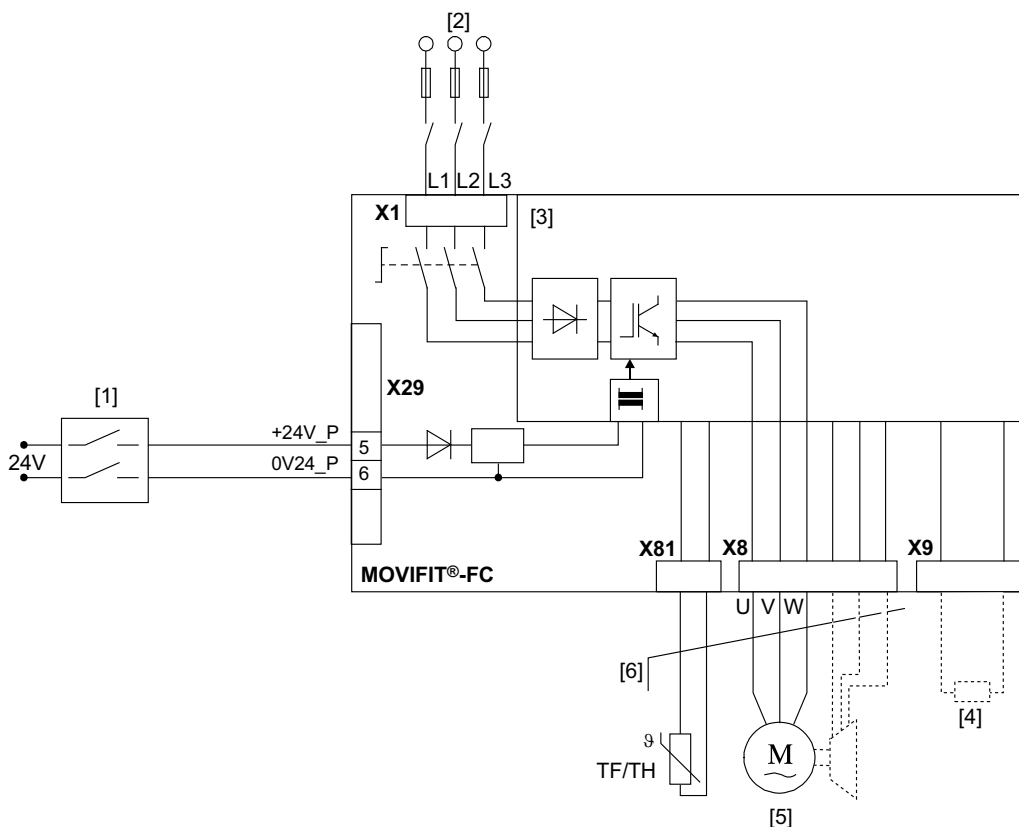 [2]
L1 L2 L3
X1
[3]
X29
[1]
+24V_P
5
24V
0V24_P
6
X81
X8
X9
MOVIFIT®-FC
U V W
[6]
[4]
ϑ
TF/TH
M
[5]